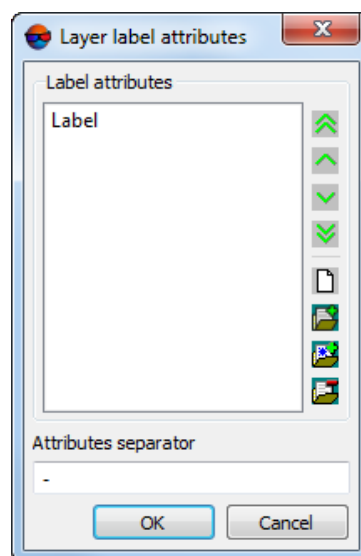 Layer label attributes
Label attributes
Label
Attributes separator
-
OK
Cancel